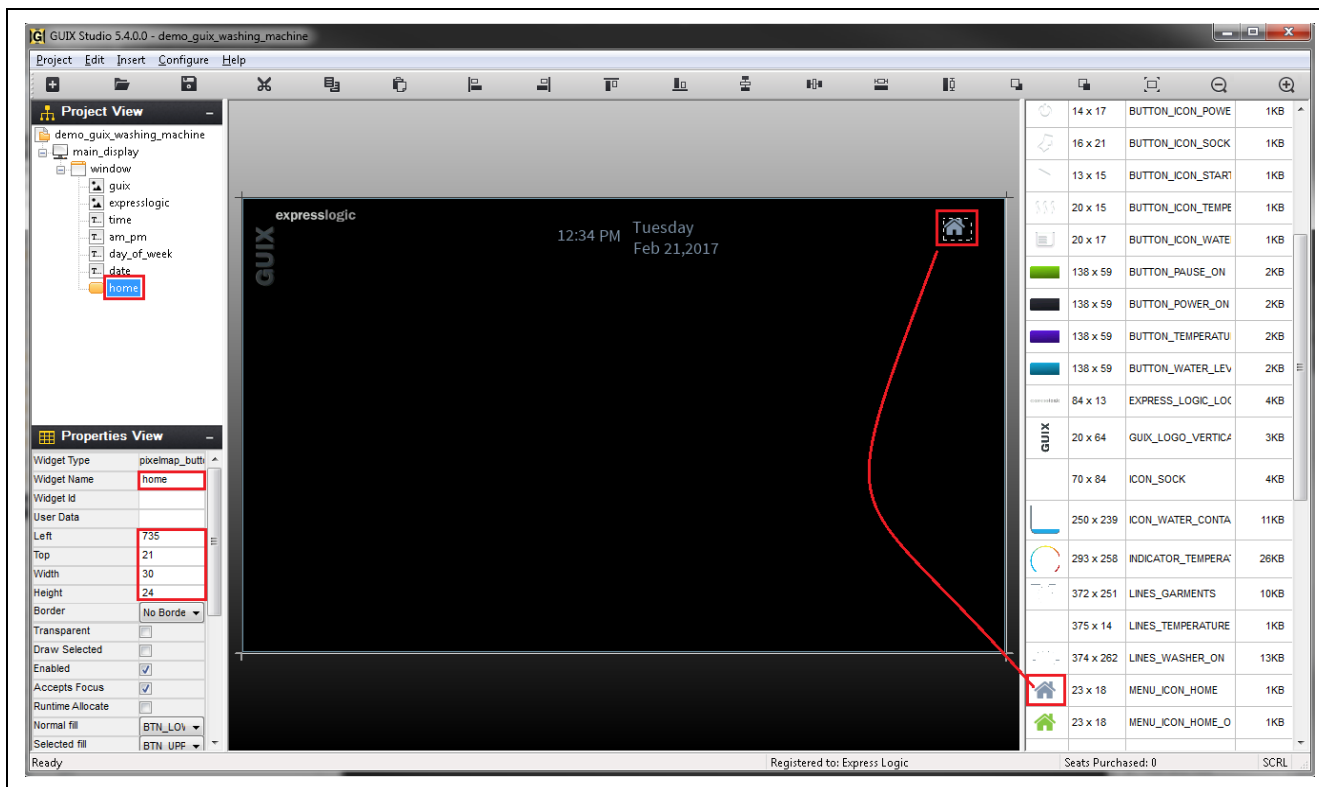 GUIX Studio 5.4.0.0 - demo_guix_washing_machine
Project Edit Insert Configure Help
Project View
demo_guix_washing_machine
main_display
window
guix
expresslogic
time
am_pm
day_of_week
date
home
Properties View
Widget Type pixelmap_butt
Widget Name home
Widget Id
User Data
Left 735
Top 21
Width 30
Height 24
Border No Borde
Transparent
Draw Selected
Enabled
Accepts Focus
Runtime Allocate
Normal fill BTN_LOW
Selected fill BTN_UPP
expresslogic
GUIX
12:34 PM
Tuesday
Feb 21,2017
14 x 17 BUTTON_ICON_POWE 1KB
16 x 21 BUTTON_ICON_SOCK 1KB
13 x 15 BUTTON_ICON_START 1KB
20 x 15 BUTTON_ICON_TEMPE 1KB
20 x 17 BUTTON_ICON_WATE 1KB
138 x 59 BUTTON_PAUSE_ON 2KB
138 x 59 BUTTON_POWER_ON 2KB
138 x 59 BUTTON_TEMPERATU 2KB
138 x 59 BUTTON_WATER_LEV 2KB
84 x 13 EXPRESS_LOGIC_LOG 4KB
GUIX 20 x 64 GUIX_LOGO_VERTICA 3KB
70 x 84 ICON_SOCK 4KB
250 x 239 ICON_WATER_CONTA 11KB
293 x 258 INDICATOR_TEMPERA 26KB
372 x 251 LINES_GARMENTS 10KB
375 x 14 LINES_TEMPERATURE 1KB
374 x 262 LINES_WASHER_ON 13KB
23 x 18 MENU_ICON_HOME 1KB
23 x 18 MENU_ICON_HOME_O 1KB
Ready Registered to: Express Logic Seats Purchased: 0 SCRL